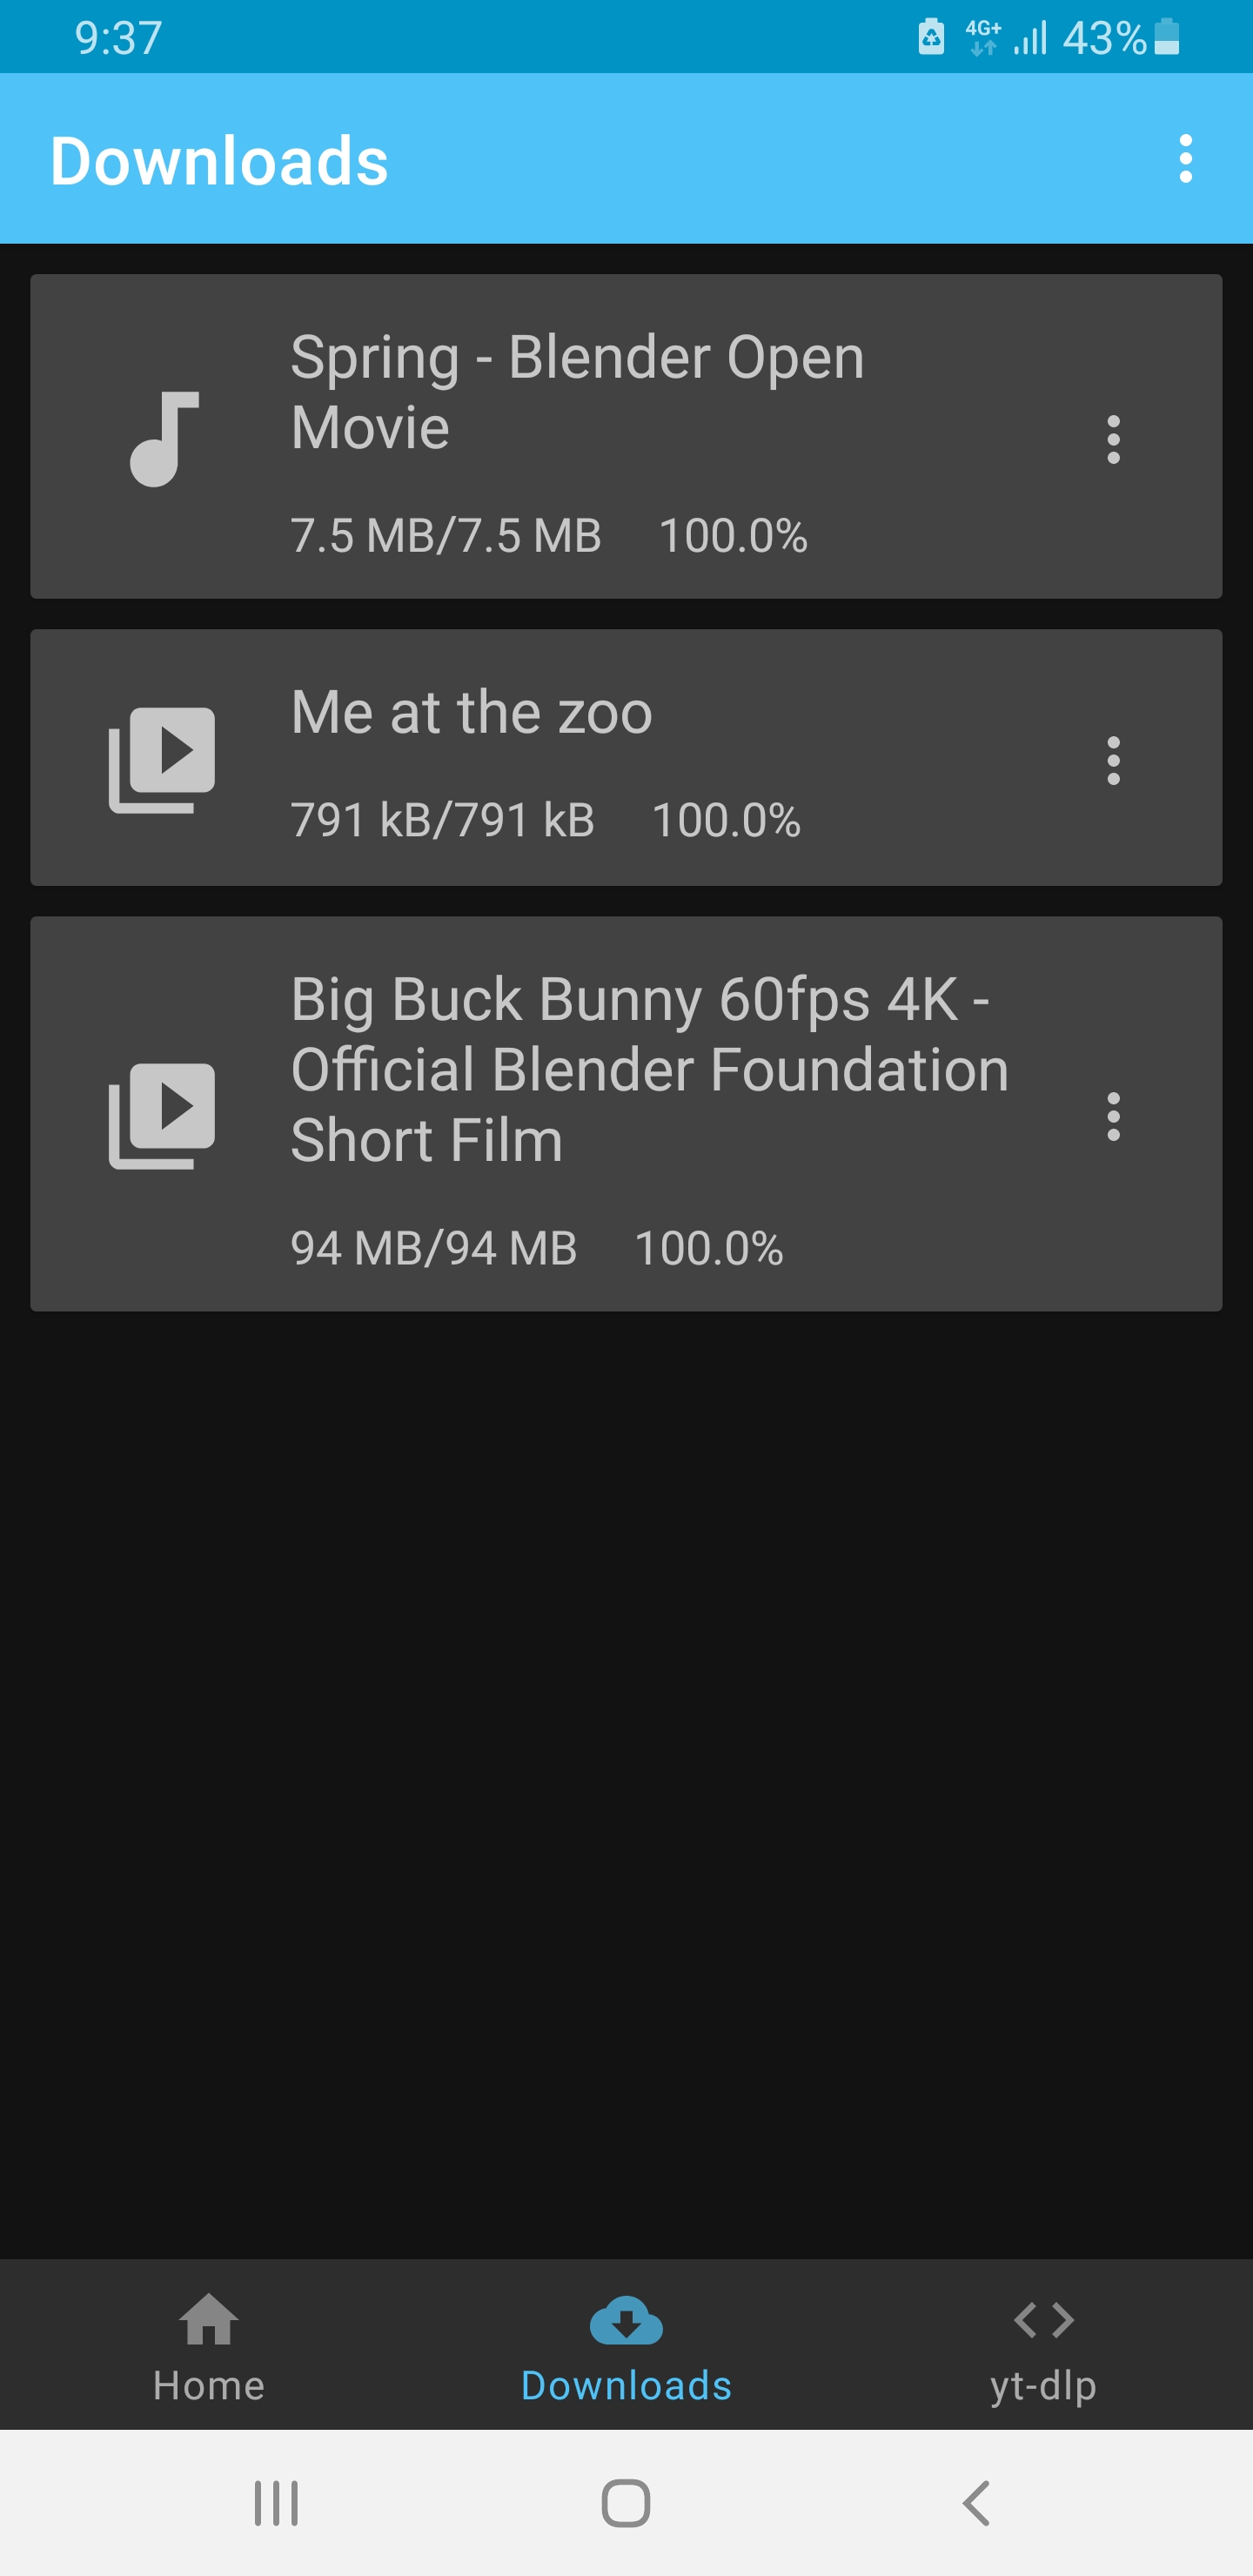 9:37
4G+ 43%
Downloads
Spring - Blender Open
Movie
7.5 MB/7.5 MB 100.0%
Me at the zoo
791 kB/791 kB 100.0%
Big Buck Bunny 60fps 4K -
Official Blender Foundation
Short Film
94 MB/94 MB 100.0%
Home Downloads yt-dlp